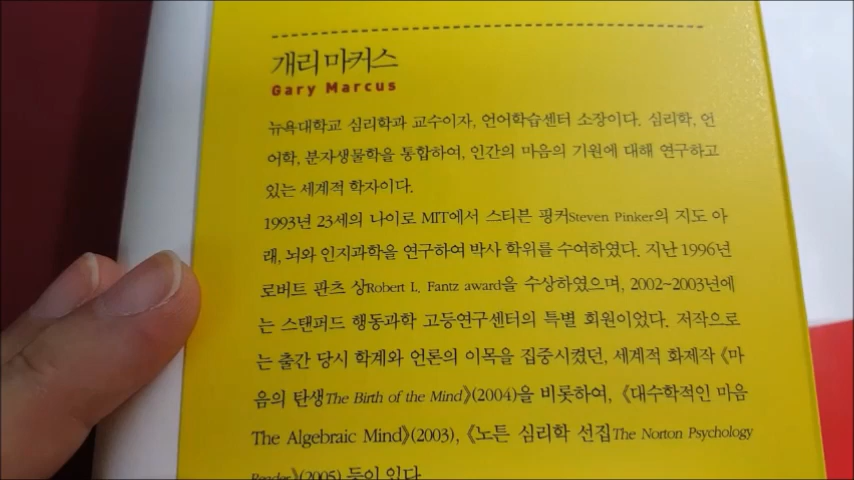 개리 마커스
Gary Marcus
뉴욕대학교 심리학과 교수이자, 언어학습센터 소장이다. 심리학, 언
어학, 분자생물학을 통합하여, 인간의 마음의 기원에 대해 연구하고
있는 세계적 학자이다.
1993년 23세의 나이로 MIT에서 스티븐 핑커Steven Pinker의 지도 아
래, 뇌와 인지과학을 연구하여 박사 학위를 수여하였다. 지난 1996년
로버트 판츠 상Robert L, Fantz award을 수상하였으며, 2002~2003년에
는 스탠퍼드 행동과학 고등연구센터의 특별 회원이었다. 저작으로
는 출간 당시 학계와 언론의 이목을 집중시켰던, 세계적 화제작 《마
음의 탄생The Birth of the Mind》(2004)을 비롯하여, 《대수학적인 마음
The Algebraic Mind》(2003), 《노튼 심리학 선집The Norton Psychology
Reader》(2005) 등이 있다.